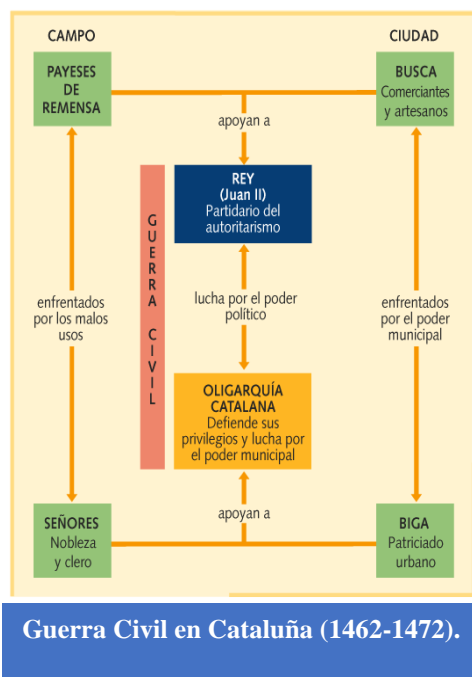 CAMPO
CIUDAD
PAYESES
DE
REMENSA
BUSCA
Comerciantes
y artesanos
apoyan a
REY
(Juan II)
Partidario del
autoritarismo
GUERRA CIVIL
enfrentados
por los malos
usos
lucha por el poder
político
enfrentados
por el poder
municipal
OLIGARQUÍA
CATALANA
Defiende sus
privilegios y lucha por
el poder municipal
apoyan a
SEÑORES
Nobleza
y clero
BIGA
Patriciado
urbano
Guerra Civil en Cataluña (1462-1472).